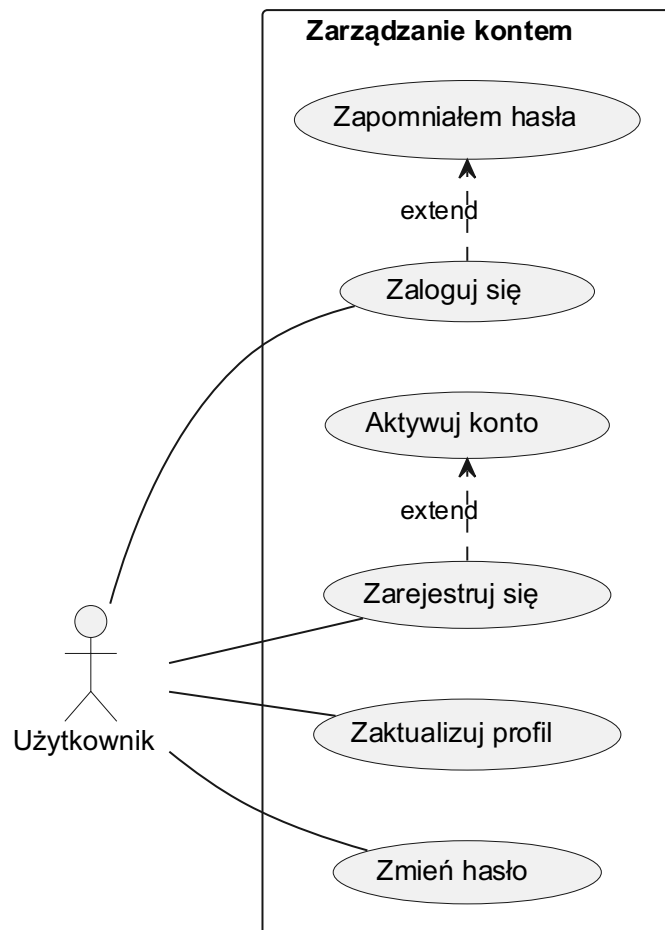 Zarządzanie kontem
Zapomniałem hasła
extend
Zaloguj się
Aktywuj konto
extend
Zarejestruj się
Użytkownik
Zaktualizuj profil
Zmień hasło